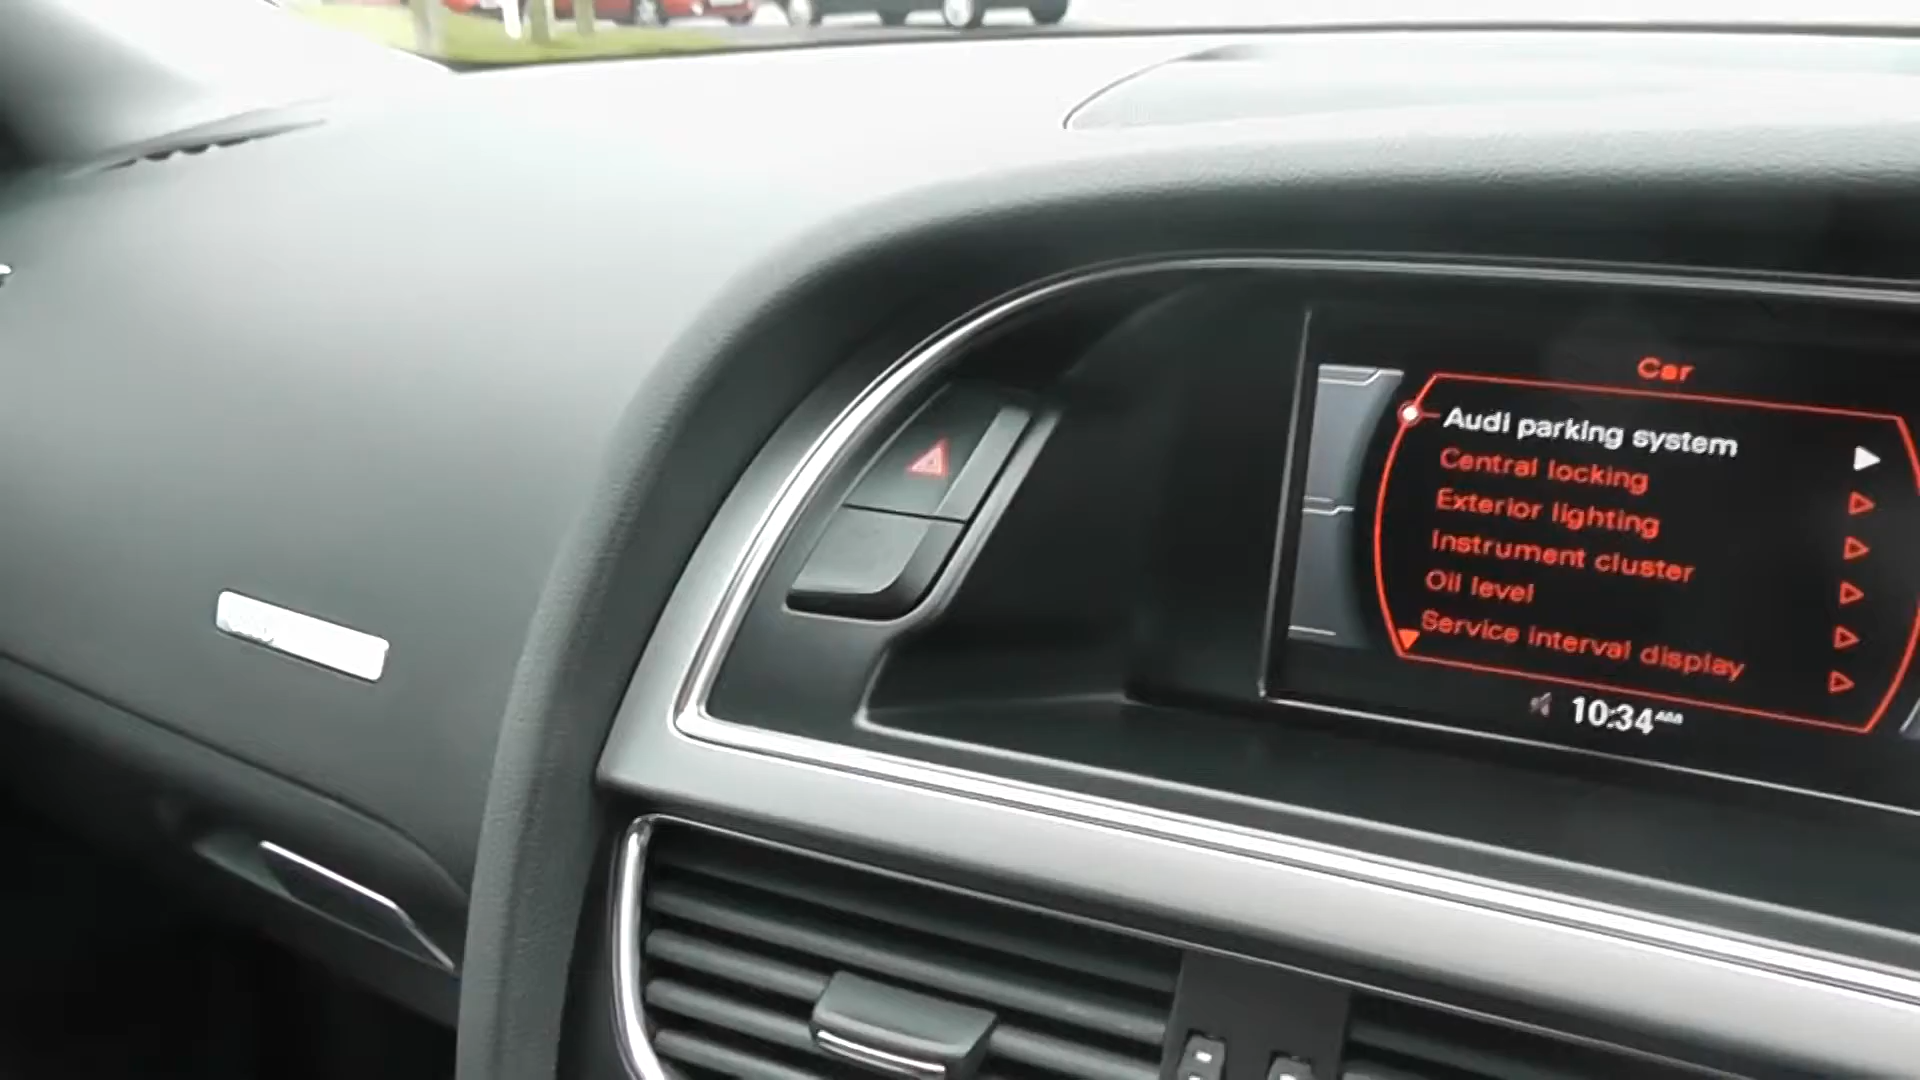 Car
Audi parking system
Central locking
Exterior lighting
Instrument cluster
Oil level
Service interval display
10:34